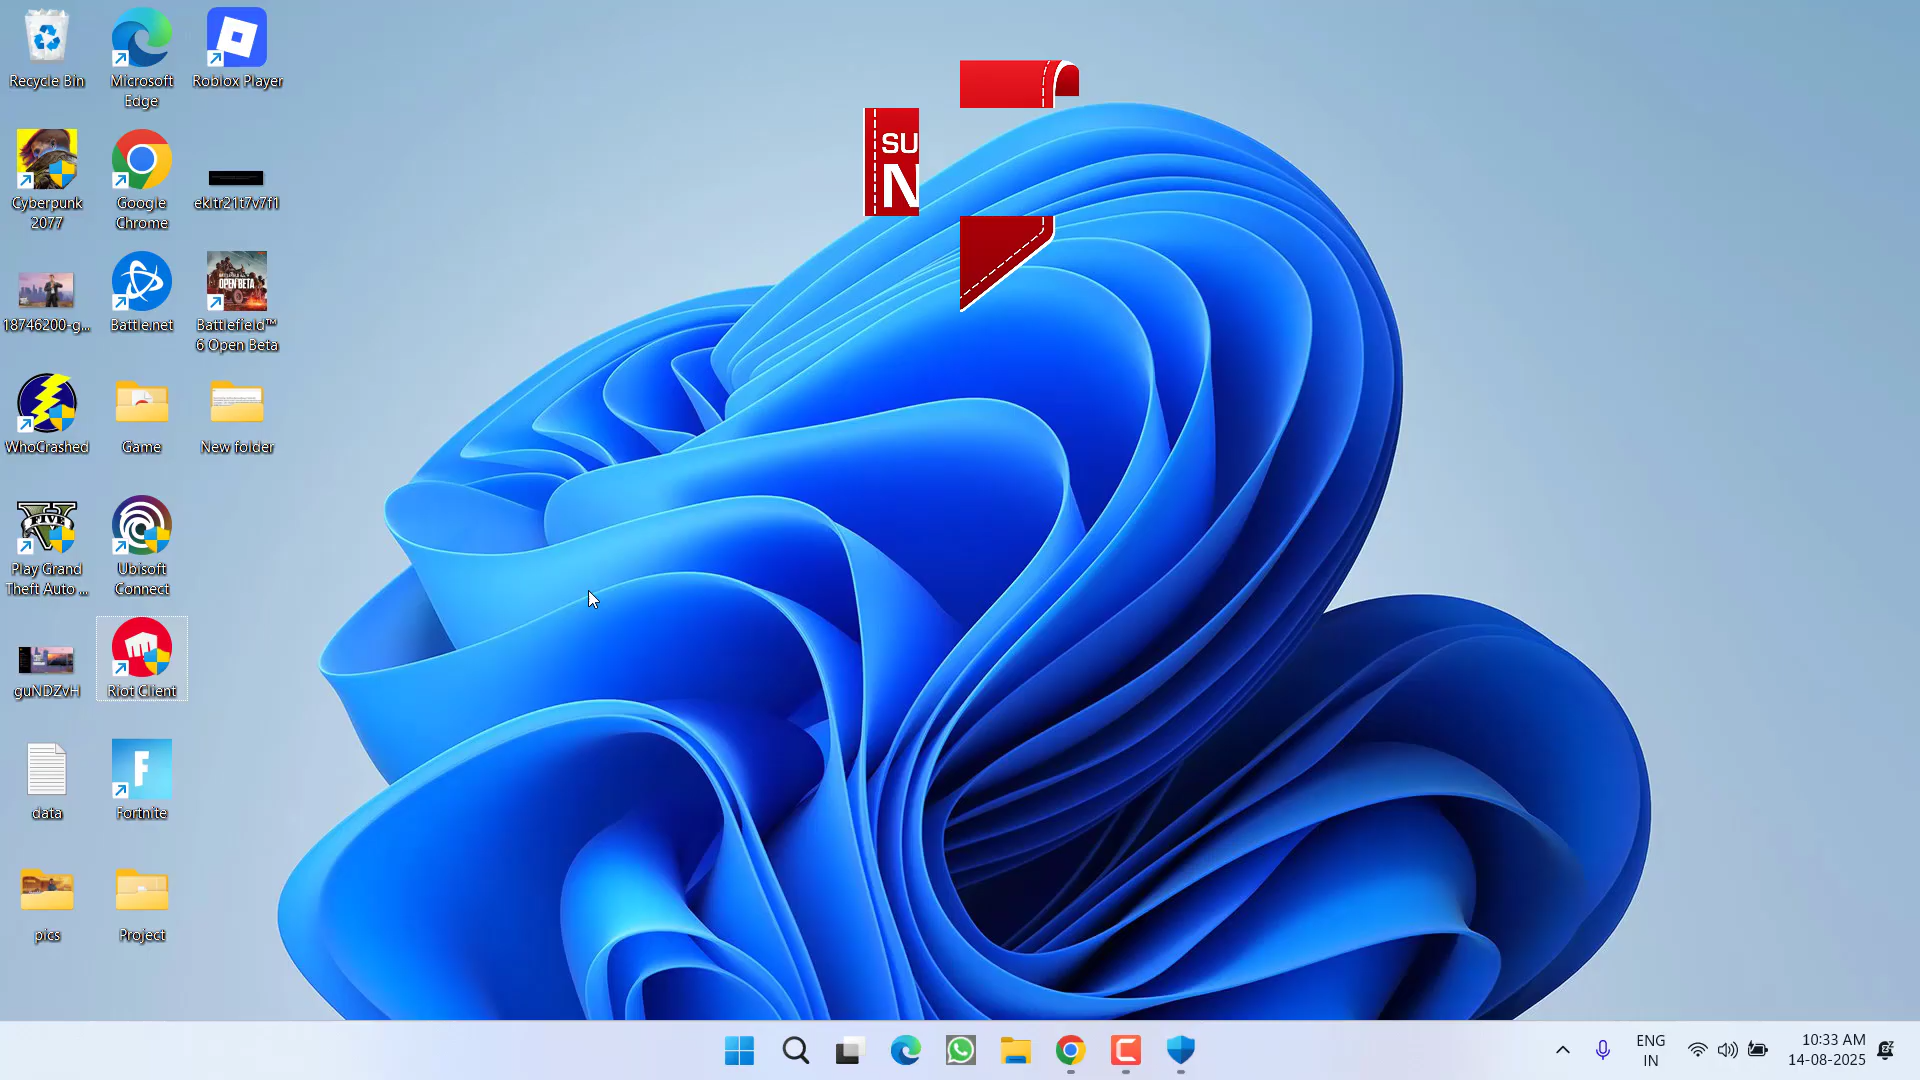 Recycle Bin
Microsoft
Edge
Roblox Player
Cyberpunk
2077
Google
Chrome
ekltr21t7v7f1
18746200-g...
Battle.net
Battlefield™
6 Open Beta
OPEN BETA
WhoCrashed
Game
New folder
FIVE
Play Grand
Theft Auto ...
Ubisoft
Connect
guNDZvH
Riot Client
data
Fortnite
pics
Project
SU
N
ENG
IN
10:33 AM
14-08-2025